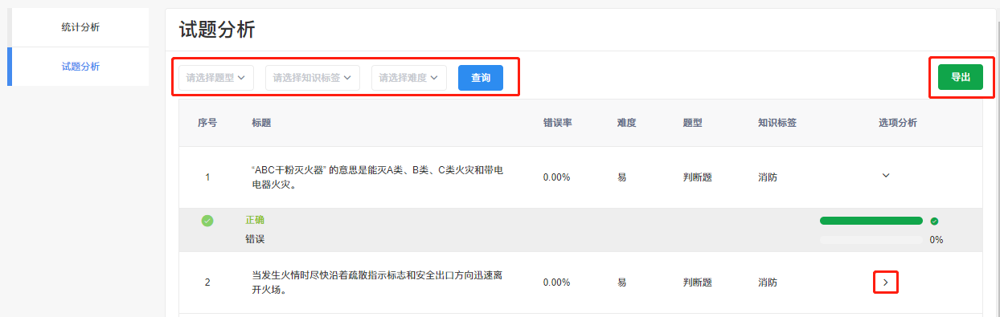 统计分析
试题分析
试题分析
请选择题型 请选择知识标签 请选择难度 查询 导出
序号 标题 错误率 难度 题型 知识标签 选项分析
1 “ABC干粉灭火器” 的意思是能灭A类、B类、C类火灾和带电 0.00% 易 判断题 消防
电器火灾。
正确
错误 0%
2 当发生火情时尽快沿着疏散指示标志和安全出口方向迅速离 0.00% 易 判断题 消防
开火场。